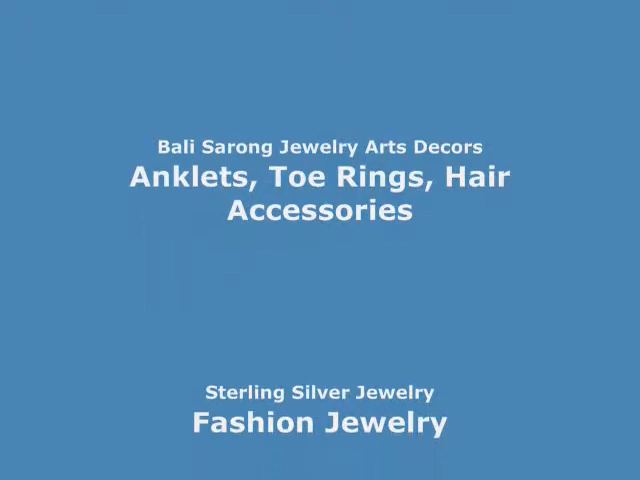 Bali Sarong Jewelry Arts Decors
Anklets, Toe Rings, Hair
Accessories
Sterling Silver Jewelry
Fashion Jewelry